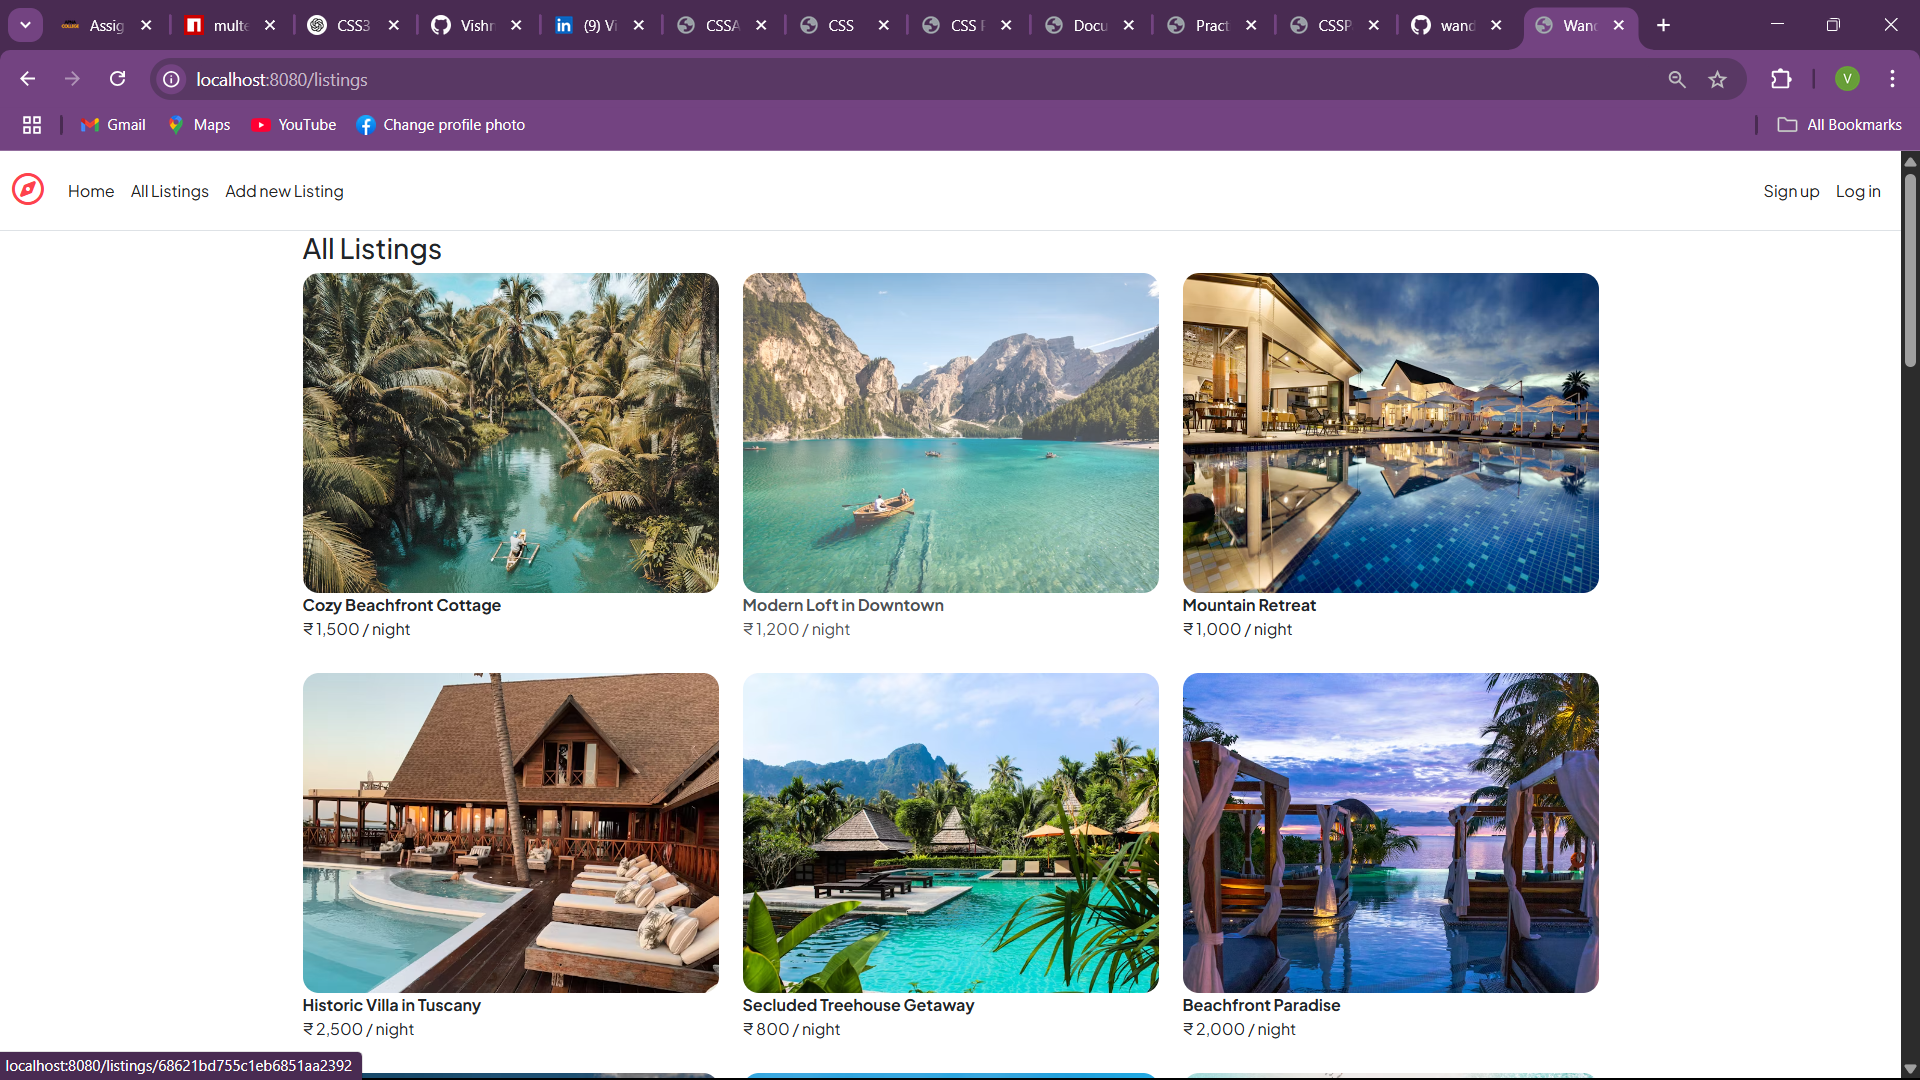 Assig
multe
CSS3
Vishn
(9) Vi
CSSA
CSS
CSS F
Docu
Pract
CSSP
wand
Wand
localhost:8080/listings
V
Gmail
Maps
YouTube
Change profile photo
All Bookmarks
Home
All Listings
Add new Listing
Sign up
Log in
All Listings
Cozy Beachfront Cottage
₹1,500 / night
Modern Loft in Downtown
₹1,200 / night
Mountain Retreat
₹1,000 / night
Historic Villa in Tuscany
₹2,500 / night
Secluded Treehouse Getaway
₹800 / night
Beachfront Paradise
₹2,000 / night
localhost:8080/listings/68621bd755c1eb6851aa2392